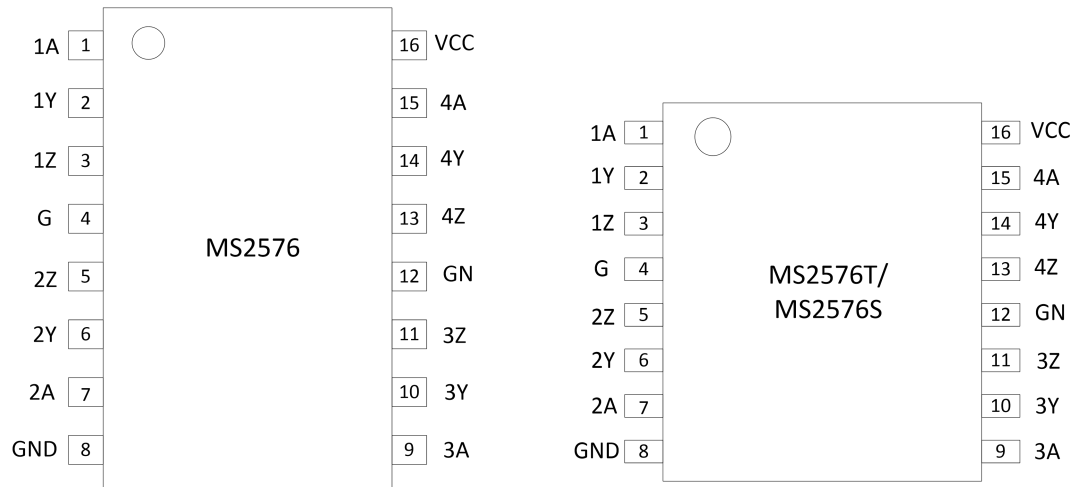 1A 1 16 VCC
1Y 2 15 4A
1Z 3 14 4Y
G 4 13 4Z
MS2576
2Z 5 12 GN
2Y 6 11 3Z
2A 7 10 3Y
GND 8 9 3A
1A 1 16 VCC
1Y 2 15 4A
1Z 3 14 4Y
G 4 13 4Z
MS2576T/
MS2576S
2Z 5 12 GN
2Y 6 11 3Z
2A 7 10 3Y
GND 8 9 3A